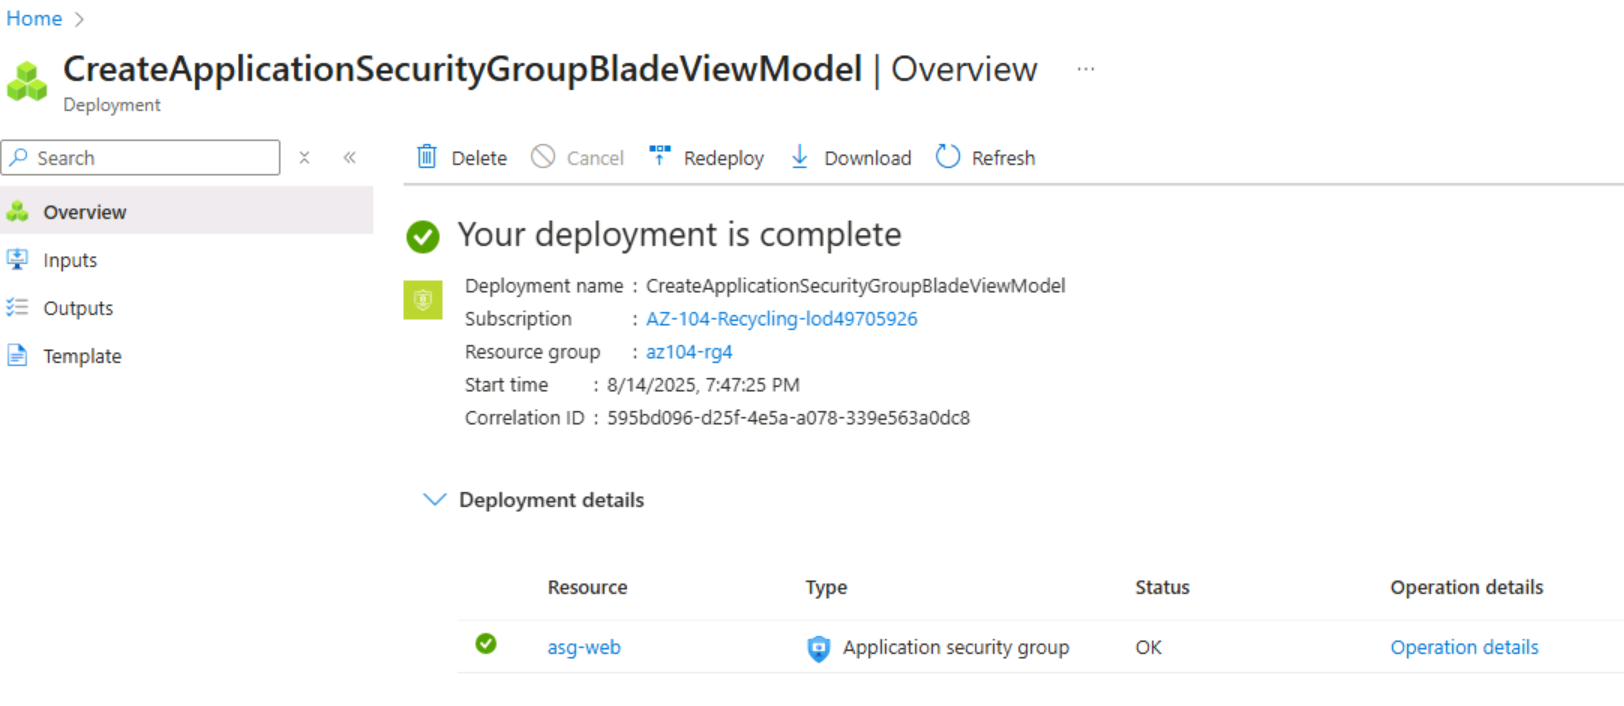 Home >
CreateApplicationSecurityGroupBladeViewModel | Overview ...
Deployment
Search
Overview
Inputs
Outputs
Template
Delete Cancel Redeploy Download Refresh
Your deployment is complete
Deployment name : CreateApplicationSecurityGroupBladeViewModel
Subscription : AZ-104-Recycling-lod49705926
Resource group : az104-rg4
Start time : 8/14/2025, 7:47:25 PM
Correlation ID : 595bd096-d25f-4e5a-a078-339e563a0dc8
Deployment details
Resource Type Status Operation details
asg-web Application security group OK Operation details